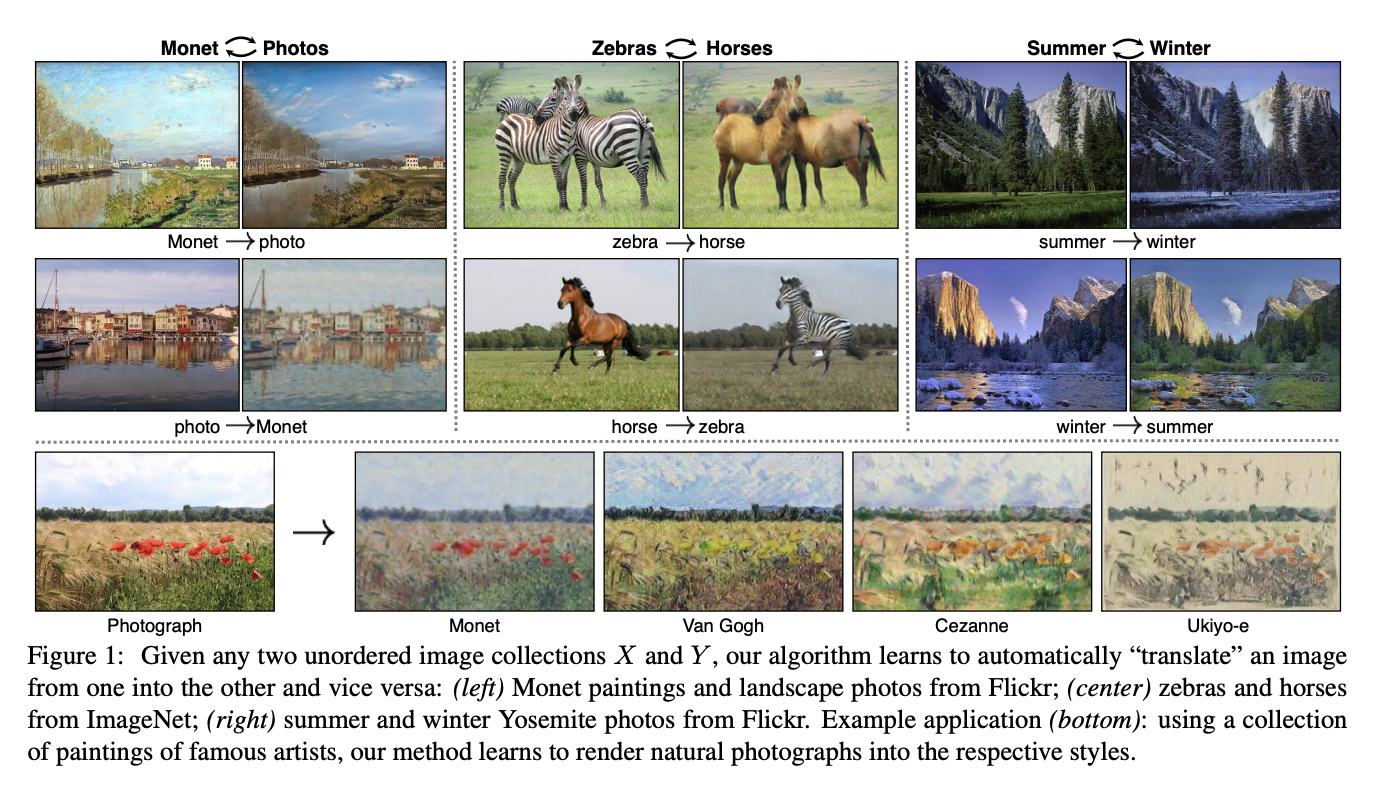 Monet Photos
Zebras Horses
Summer Winter
Monet → photo
zebra → horse
summer → winter
photo → Monet
horse → zebra
winter → summer
Photograph
Monet
Van Gogh
Cezanne
Ukiyo-e
Figure 1: Given any two unordered image collections X and Y, our algorithm learns to automatically “translate” an image
from one into the other and vice versa: (left) Monet paintings and landscape photos from Flickr; (center) zebras and horses
from ImageNet; (right) summer and winter Yosemite photos from Flickr. Example application (bottom): using a collection
of paintings of famous artists, our method learns to render natural photographs into the respective styles.